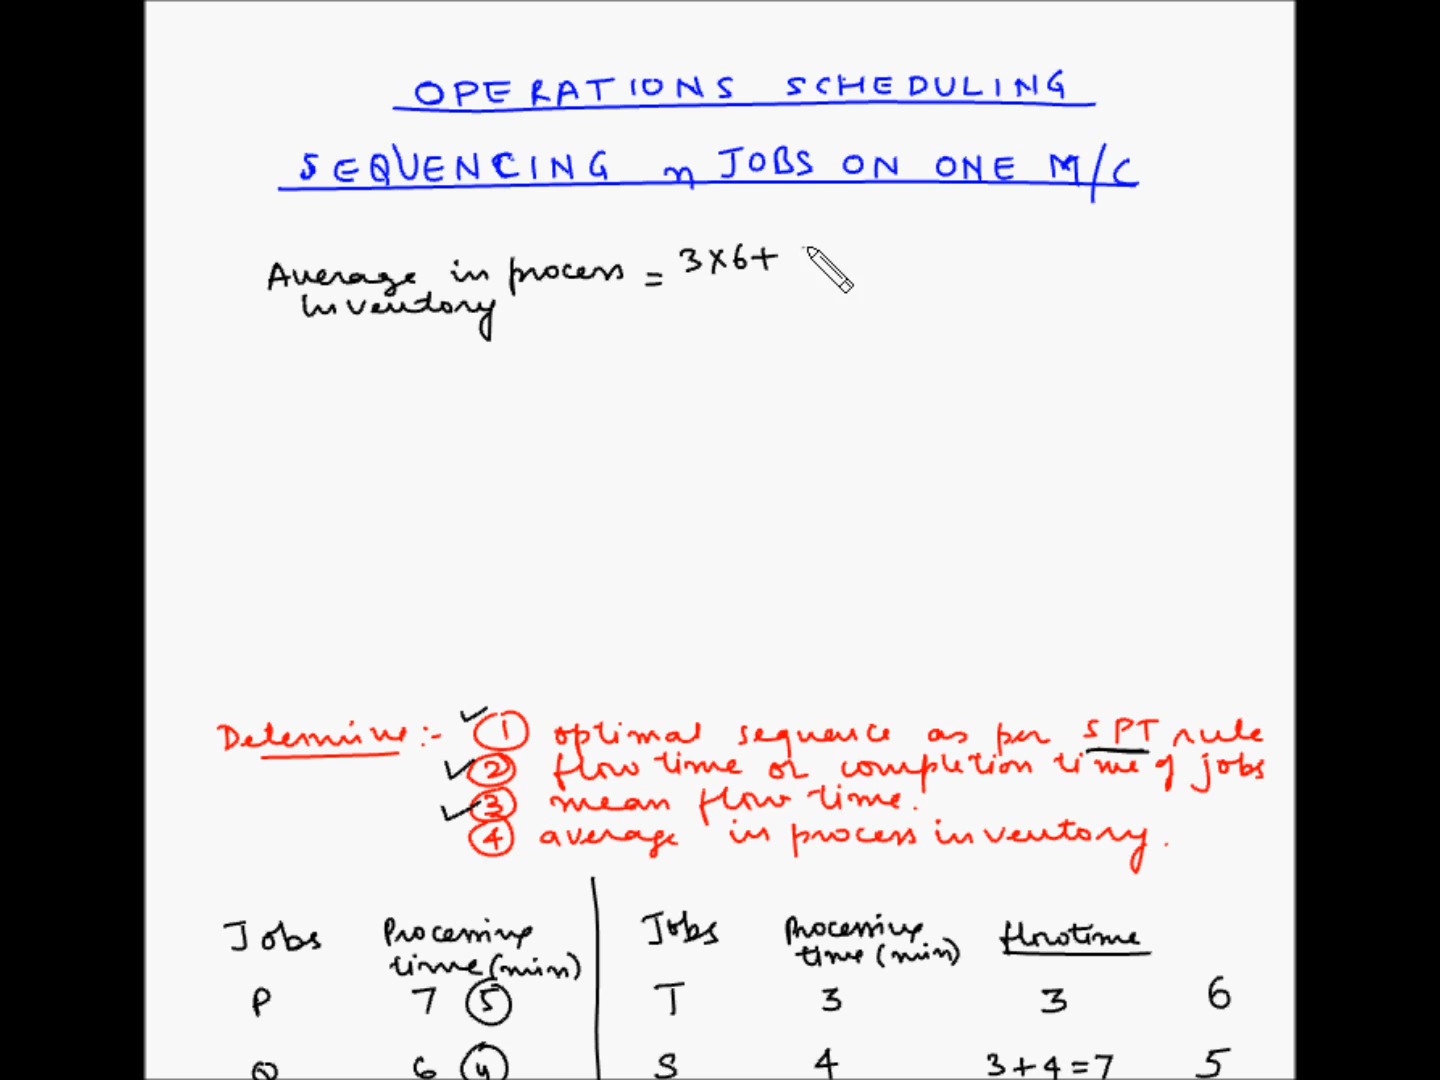 OPERATIONS SCHEDULING
SEQUENCING n JOBS ON ONE M/C
Average in process = 3×6+
Inventory
Determine:- ① optimal sequence as per SPT rule
② flow time or completion time of jobs
③ mean flow time.
④ average in process inventory.
Jobs Processing time (min) Jobs Processing time (min) flowtime
P 7 ⑤ T 3 3 6
Q 6 ④ S 4 3+4=7 5